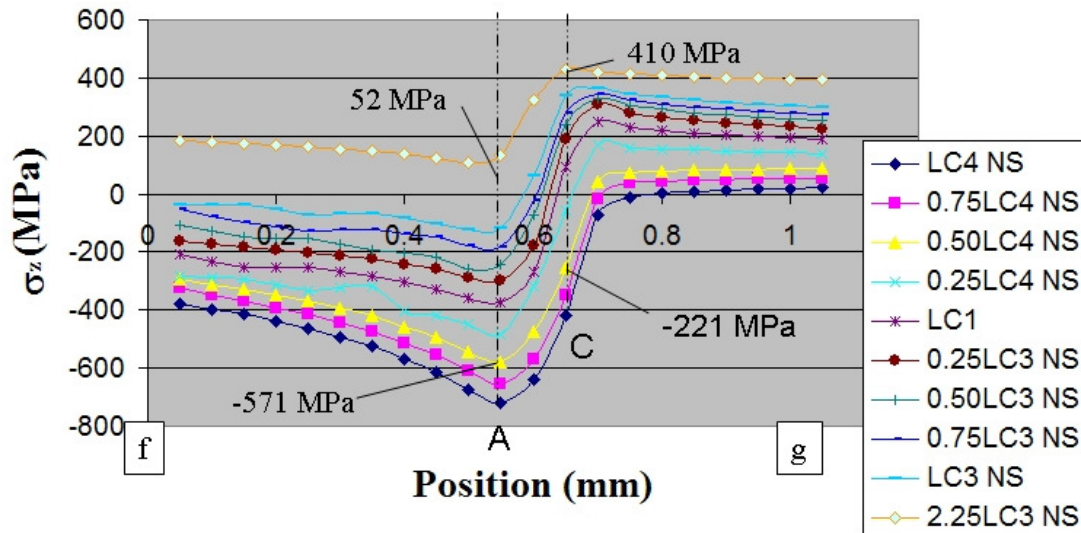 600
400
200
0
-200
-400
-600
-800
σz (MPa)
0
0.2
0.4
0.6
0.8
1
52 MPa
410 MPa
-221 MPa
-571 MPa
C
A
f
g
Position (mm)
LC4 NS
0.75LC4 NS
0.50LC4 NS
0.25LC4 NS
LC1
0.25LC3 NS
0.50LC3 NS
0.75LC3 NS
LC3 NS
2.25LC3 NS